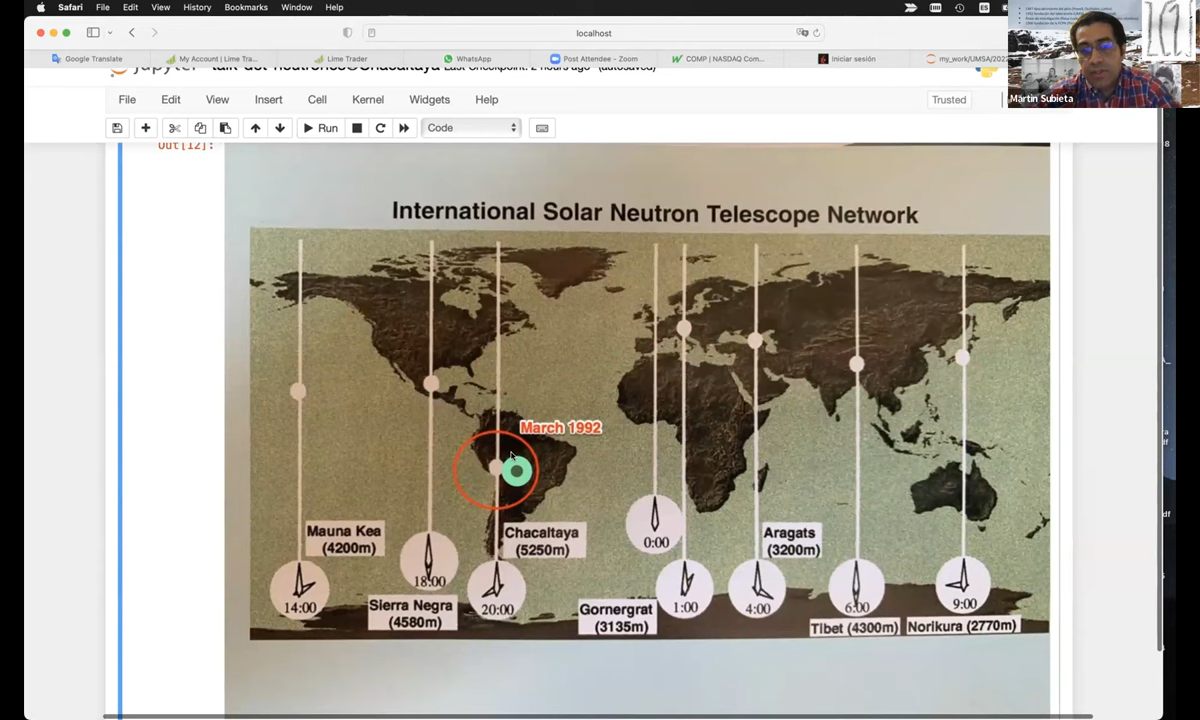 Safari File Edit View History Bookmarks Window Help
localhost
Google Translate My Account | Lime Tra... Lime Trader WhatsApp Post Attendee - Zoom COMP | NASDAQ Com... Iniciar sesión
File Edit View Insert Cell Kernel Widgets Help
Trusted
Martin Subieta
Run Code
Out[12]:
International Solar Neutron Telescope Network
March 1992
Mauna Kea
(4200m)
14:00
18:00
Sierra Negra
(4580m)
Chacaltaya
(5250m)
20:00
0:00
Gornergrat
(3135m)
1:00
Aragats
(3200m)
4:00
6:00
Tibet (4300m)
9:00
Norikura (2770m)